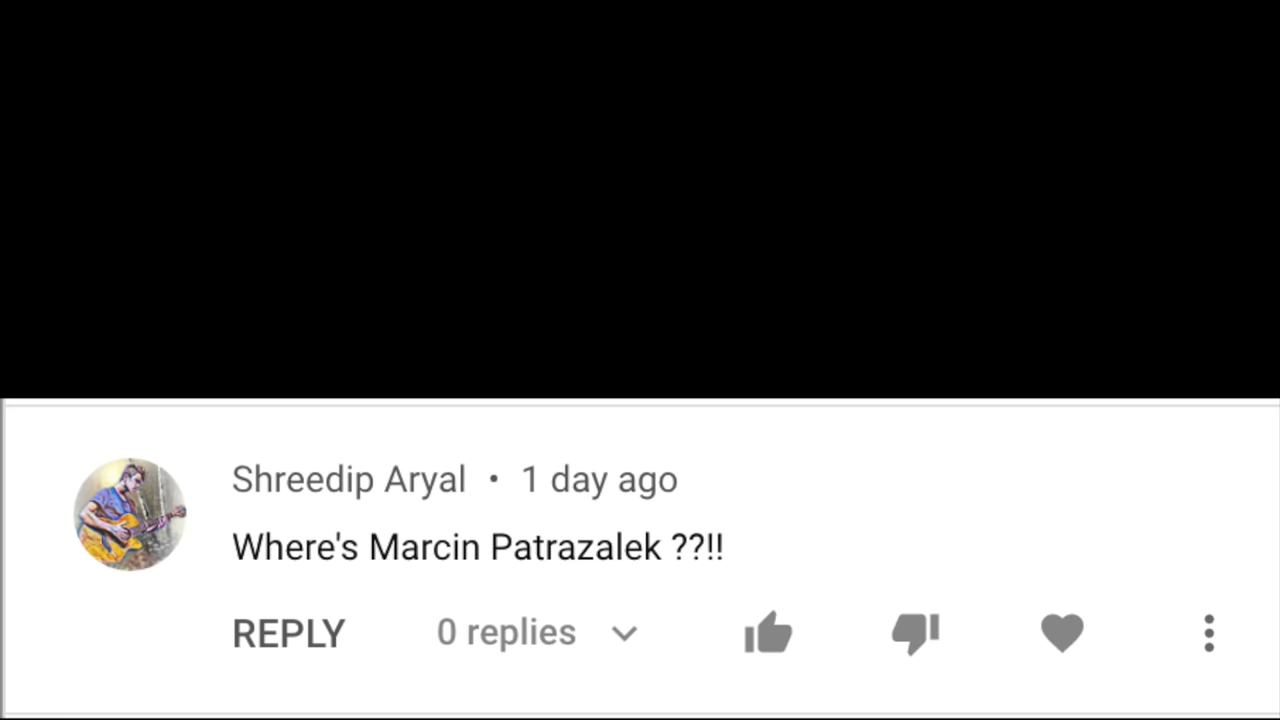 Shreedip Aryal • 1 day ago
Where's Marcin Patrazalek ??!!
REPLY 0 replies